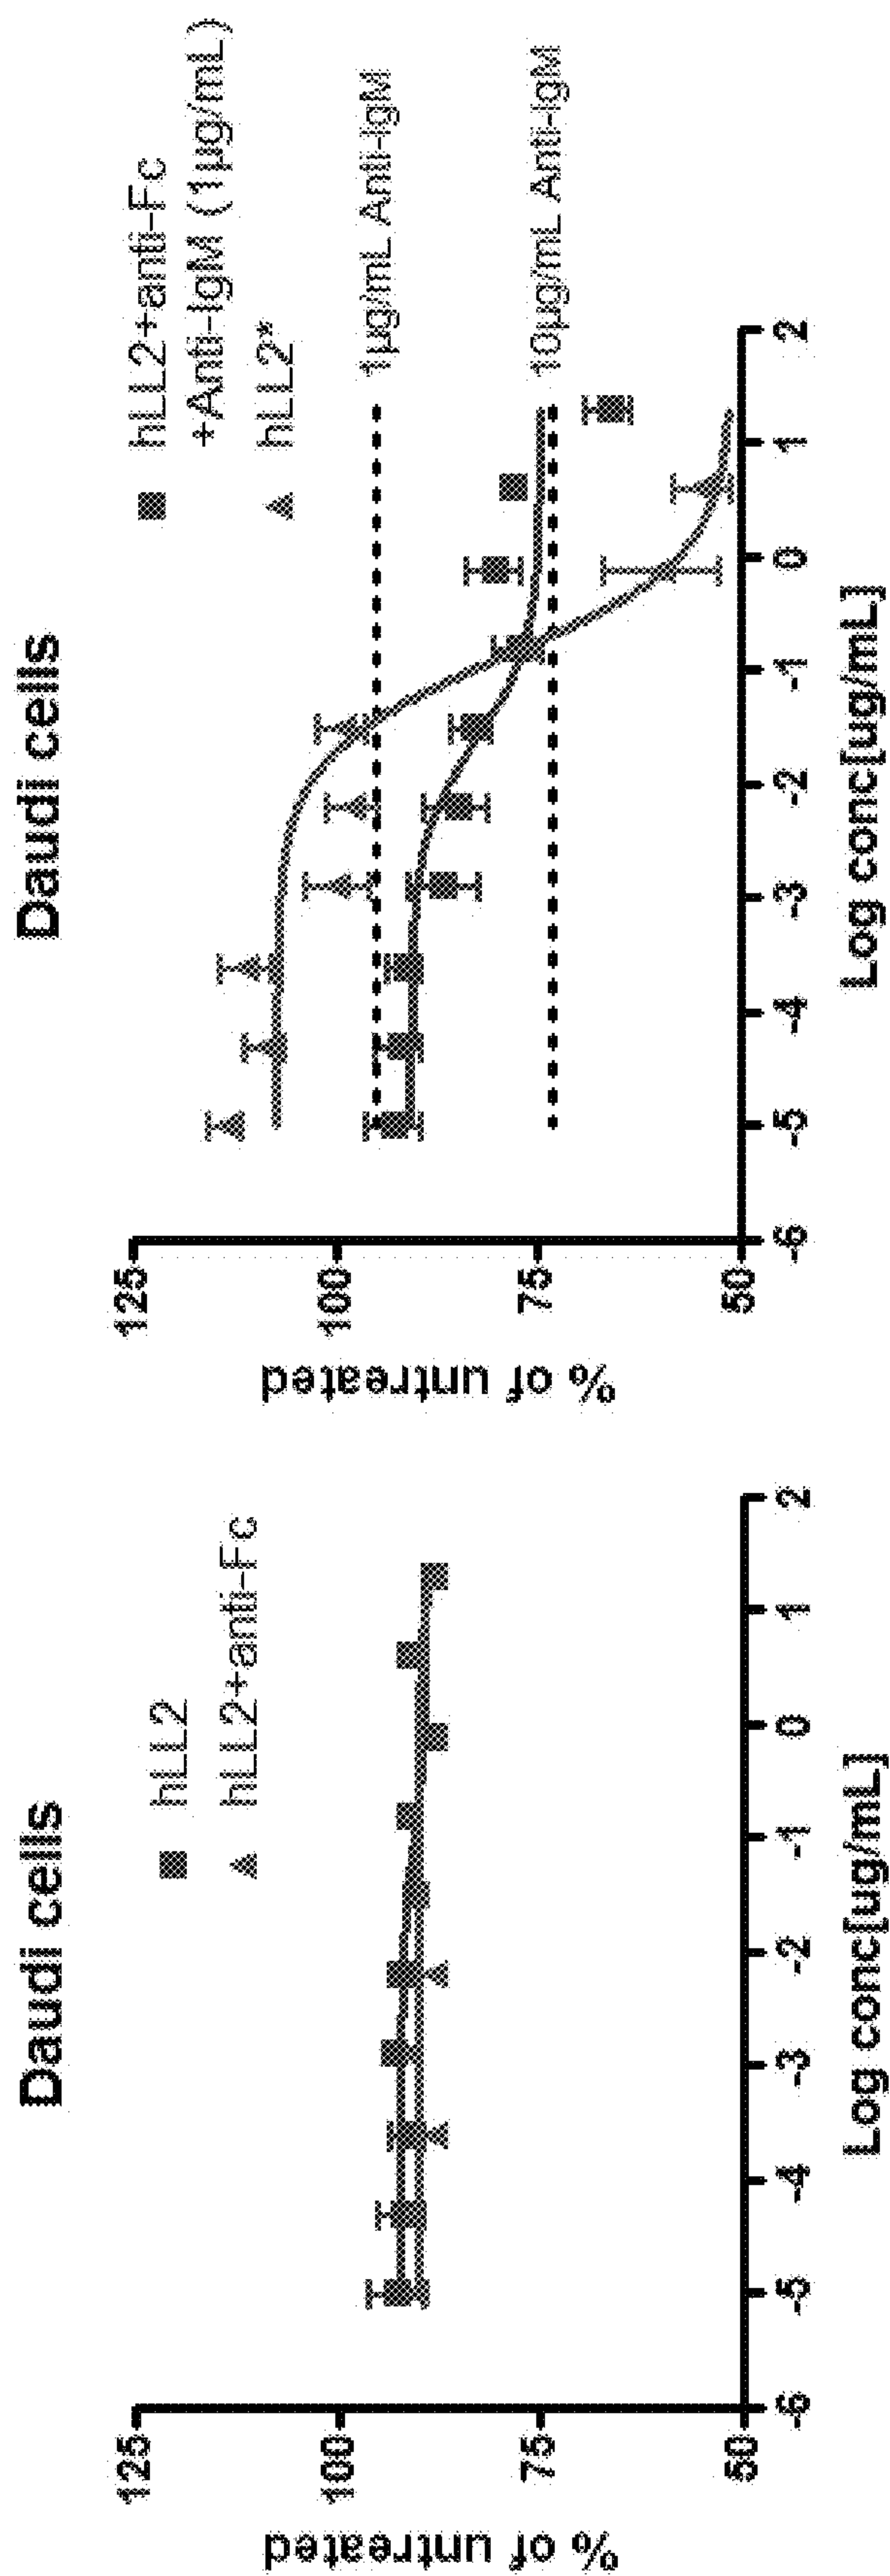 Daudi cells
hLL2
hLL2+anti-Fc
125
100
75
50
% of untreated
-6
-5
-4
-3
-2
-1
0
1
2
Log conc[ug/mL]
Daudi cells
hLL2+anti-Fc
+Anti-IgM (1µg/mL)
hLL2*
1µg/mL Anti-IgM
10µg/mL Anti-IgM
125
100
75
50
% of untreated
-6
-5
-4
-3
-2
-1
0
1
2
Log conc[ug/mL]